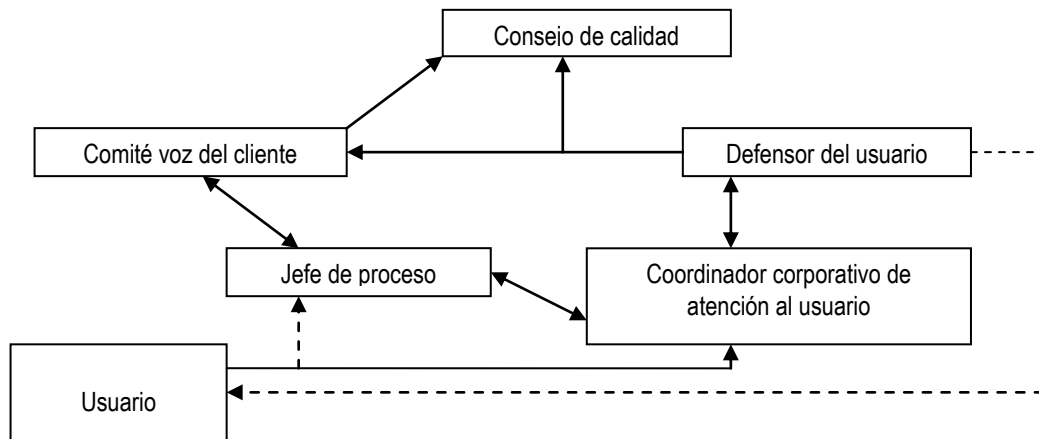 Consejo de calidad
Comité voz del cliente
Defensor del usuario
Jefe de proceso
Coordinador corporativo de
atención al usuario
Usuario